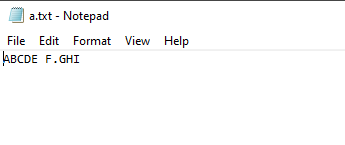 a.txt - Notepad
File Edit Format View Help
ABCDE F.GHI